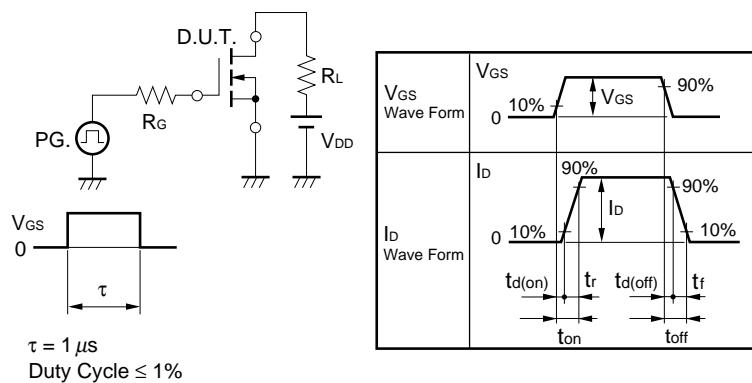 D.U.T.
RL
RG
PG.
VDD
VGS
0
τ
τ = 1 μs
Duty Cycle ≤ 1%
VGS
Wave Form
VGS
10%
0
VGS
90%
ID
Wave Form
ID
90%
90%
ID
0 10%
10%
td(on)
tr
td(off)
tf
ton
toff